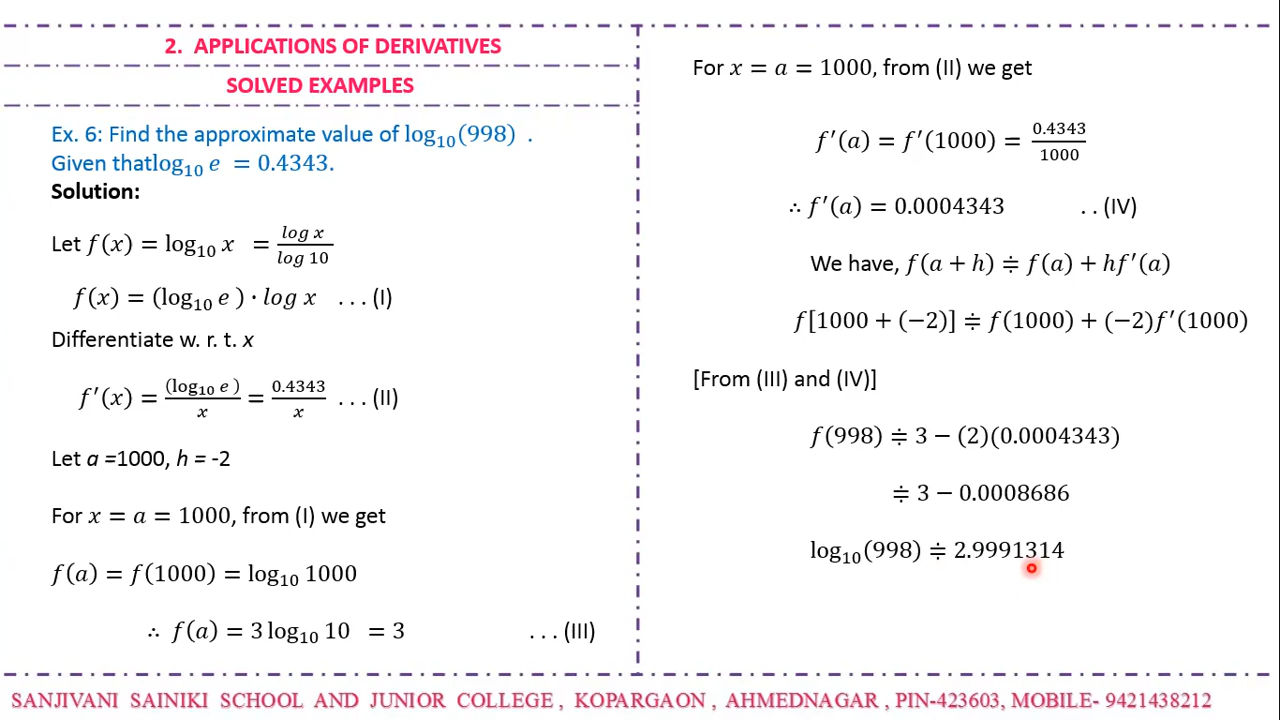 2. APPLICATIONS OF DERIVATIVES
SOLVED EXAMPLES
Ex. 6: Find the approximate value of log₁₀(998) .
Given thatlog₁₀ e = 0.4343.
Solution:
Let f(x) = log₁₀ x = log x / log 10
f(x) = (log₁₀ e ) · log x . . . (I)
Differentiate w. r. t. x
f′(x) = (log₁₀ e ) / x = 0.4343 / x . . . (II)
Let a =1000, h = -2
For x = a = 1000, from (I) we get
f(a) = f(1000) = log₁₀ 1000
∴ f(a) = 3 log₁₀ 10 = 3 . . . (III)
For x = a = 1000, from (II) we get
f′(a) = f′(1000) = 0.4343 / 1000
∴ f′(a) = 0.0004343 . . (IV)
We have, f(a + h) ≑ f(a) + hf′(a)
f[1000 + (−2)] ≑ f(1000) + (−2)f′(1000)
[From (III) and (IV)]
f(998) ≑ 3 − (2)(0.0004343)
≑ 3 − 0.0008686
log₁₀(998) ≑ 2.9991314
SANJIVANI SAINIKI SCHOOL AND JUNIOR COLLEGE , KOPARGAON , AHMEDNAGAR , PIN-423603, MOBILE- 9421438212